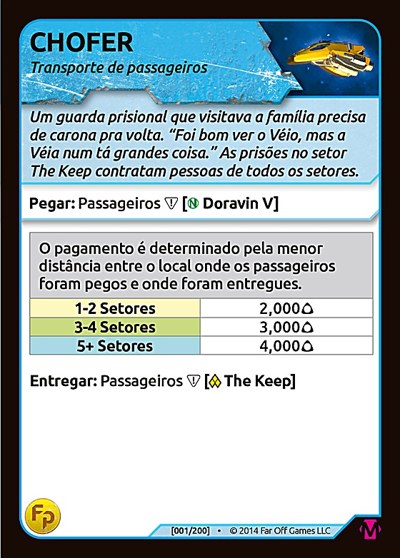 CHOFER
Transporte de passageiros
Um guarda prisional que visitava a família precisa
de carona pra volta. “Foi bom ver o Véio, mas a
Véia num tá grandes coisa.” As prisões no setor
The Keep contratam pessoas de todos os setores.
Pegar: Passageiros [N Doravin V]
O pagamento é determinado pela menor
distância entre o local onde os passageiros
foram pegos e onde foram entregues.
1-2 Setores 2,000
3-4 Setores 3,000
5+ Setores 4,000
Entregar: Passageiros [The Keep]
FP
[001/200] • © 2014 Far Off Games LLC